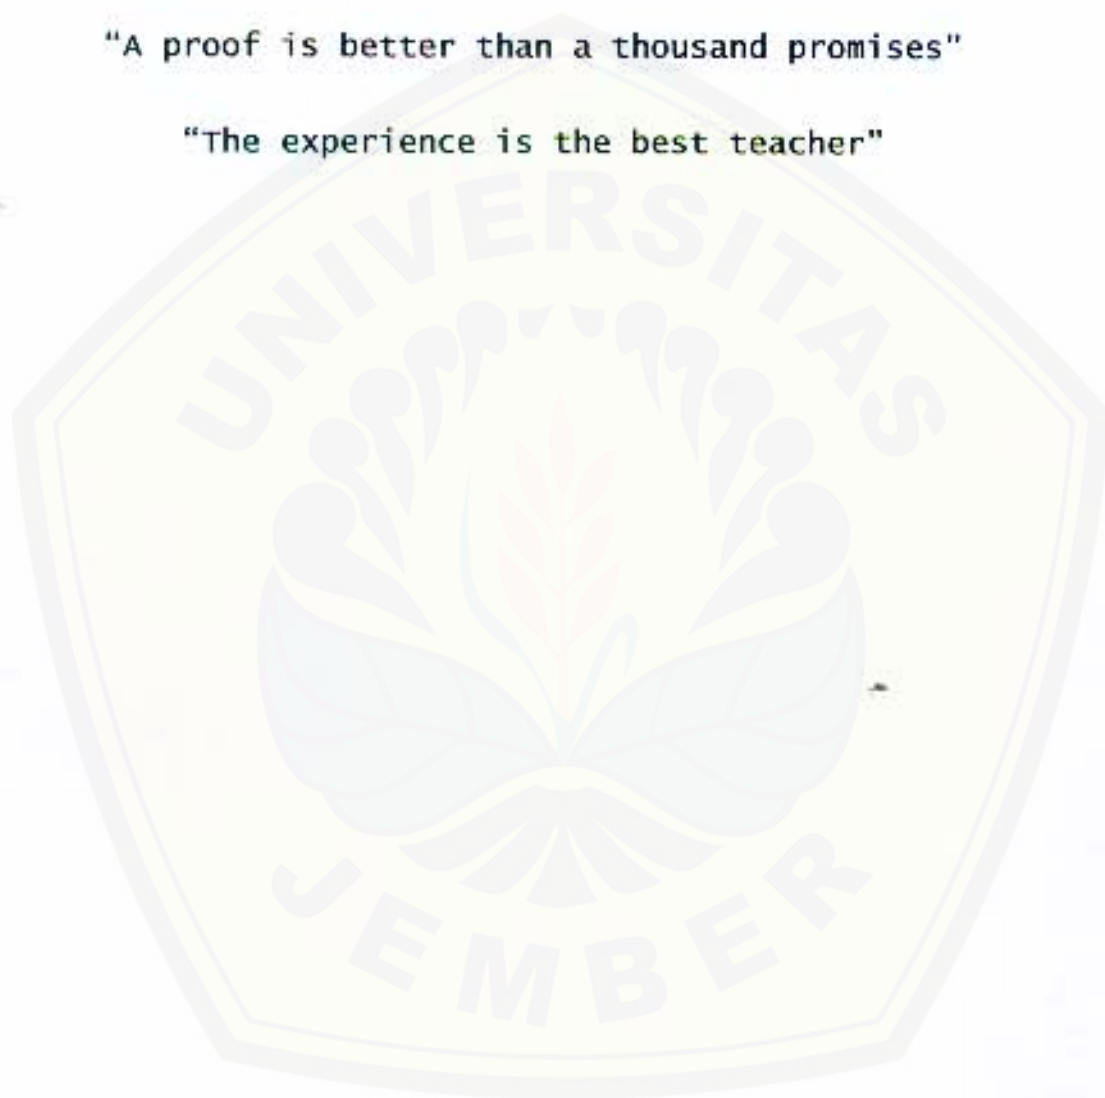 “A proof is better than a thousand promises”
“The experience is the best teacher”
UNIVERSITAS
JEMBER